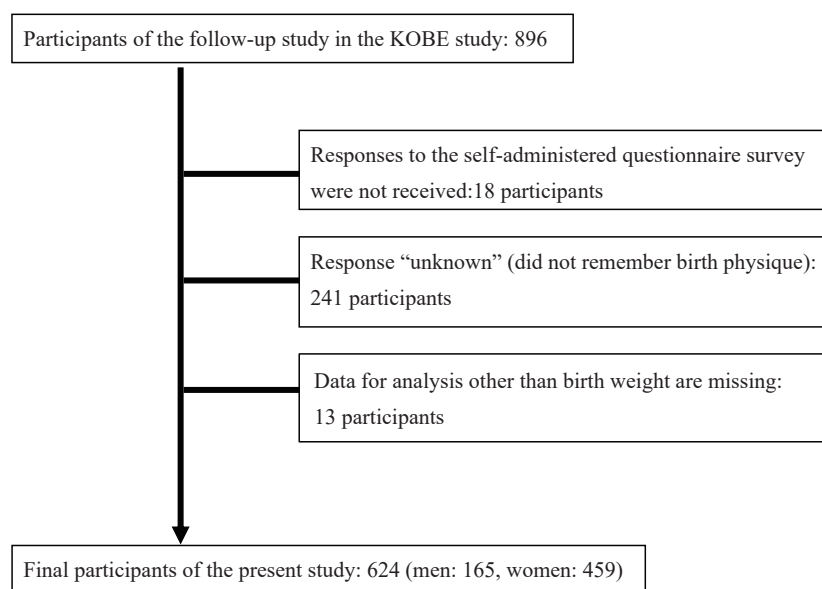 Participants of the follow-up study in the KOBE study: 896
Responses to the self-administered questionnaire survey
were not received:18 participants
Response “unknown” (did not remember birth physique):
241 participants
Data for analysis other than birth weight are missing:
13 participants
Final participants of the present study: 624 (men: 165, women: 459)